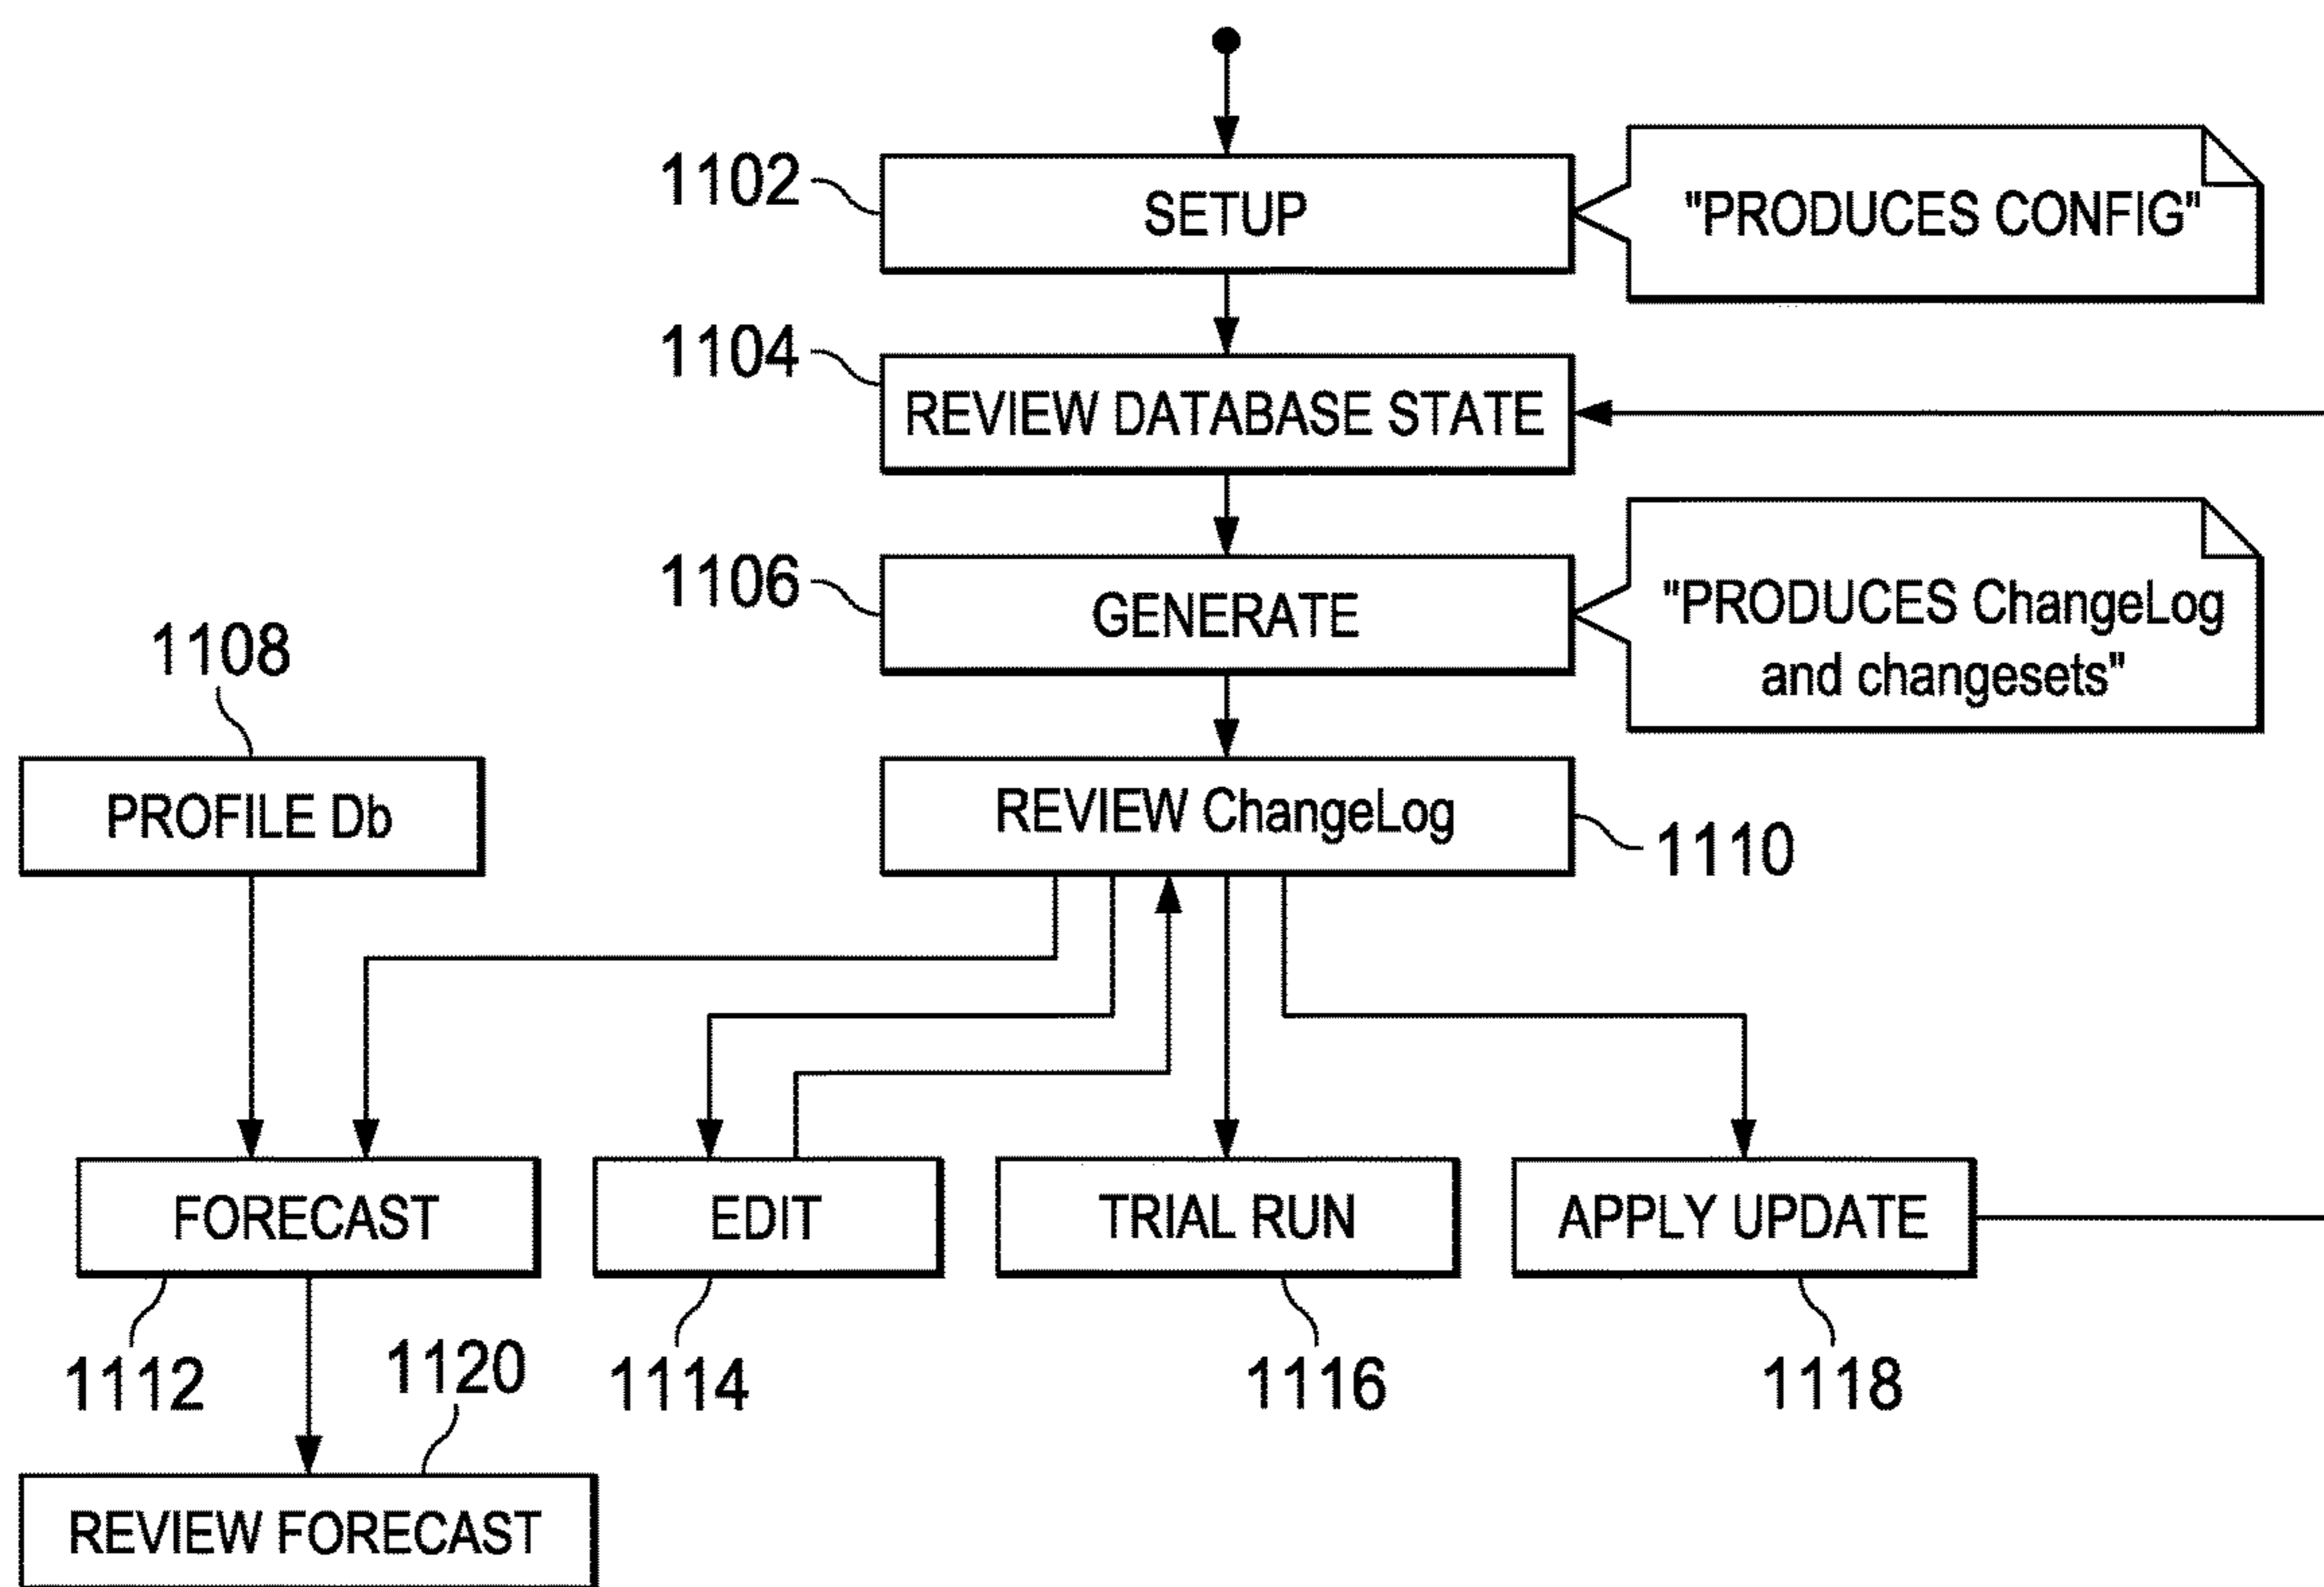 1102
SETUP
"PRODUCES CONFIG"
1104
REVIEW DATABASE STATE
1106
GENERATE
"PRODUCES ChangeLog
and changesets"
1108
PROFILE Db
REVIEW ChangeLog
1110
FORECAST
EDIT
TRIAL RUN
APPLY UPDATE
1112
1120
1114
1116
1118
REVIEW FORECAST